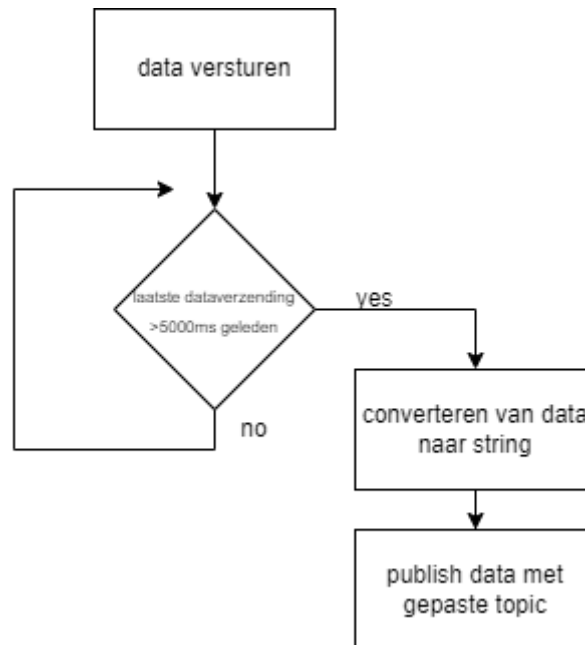 data versturen
laatste dataverzending
>5000ms geleden
yes
no
converteren van data
naar string
publish data met
gepaste topic